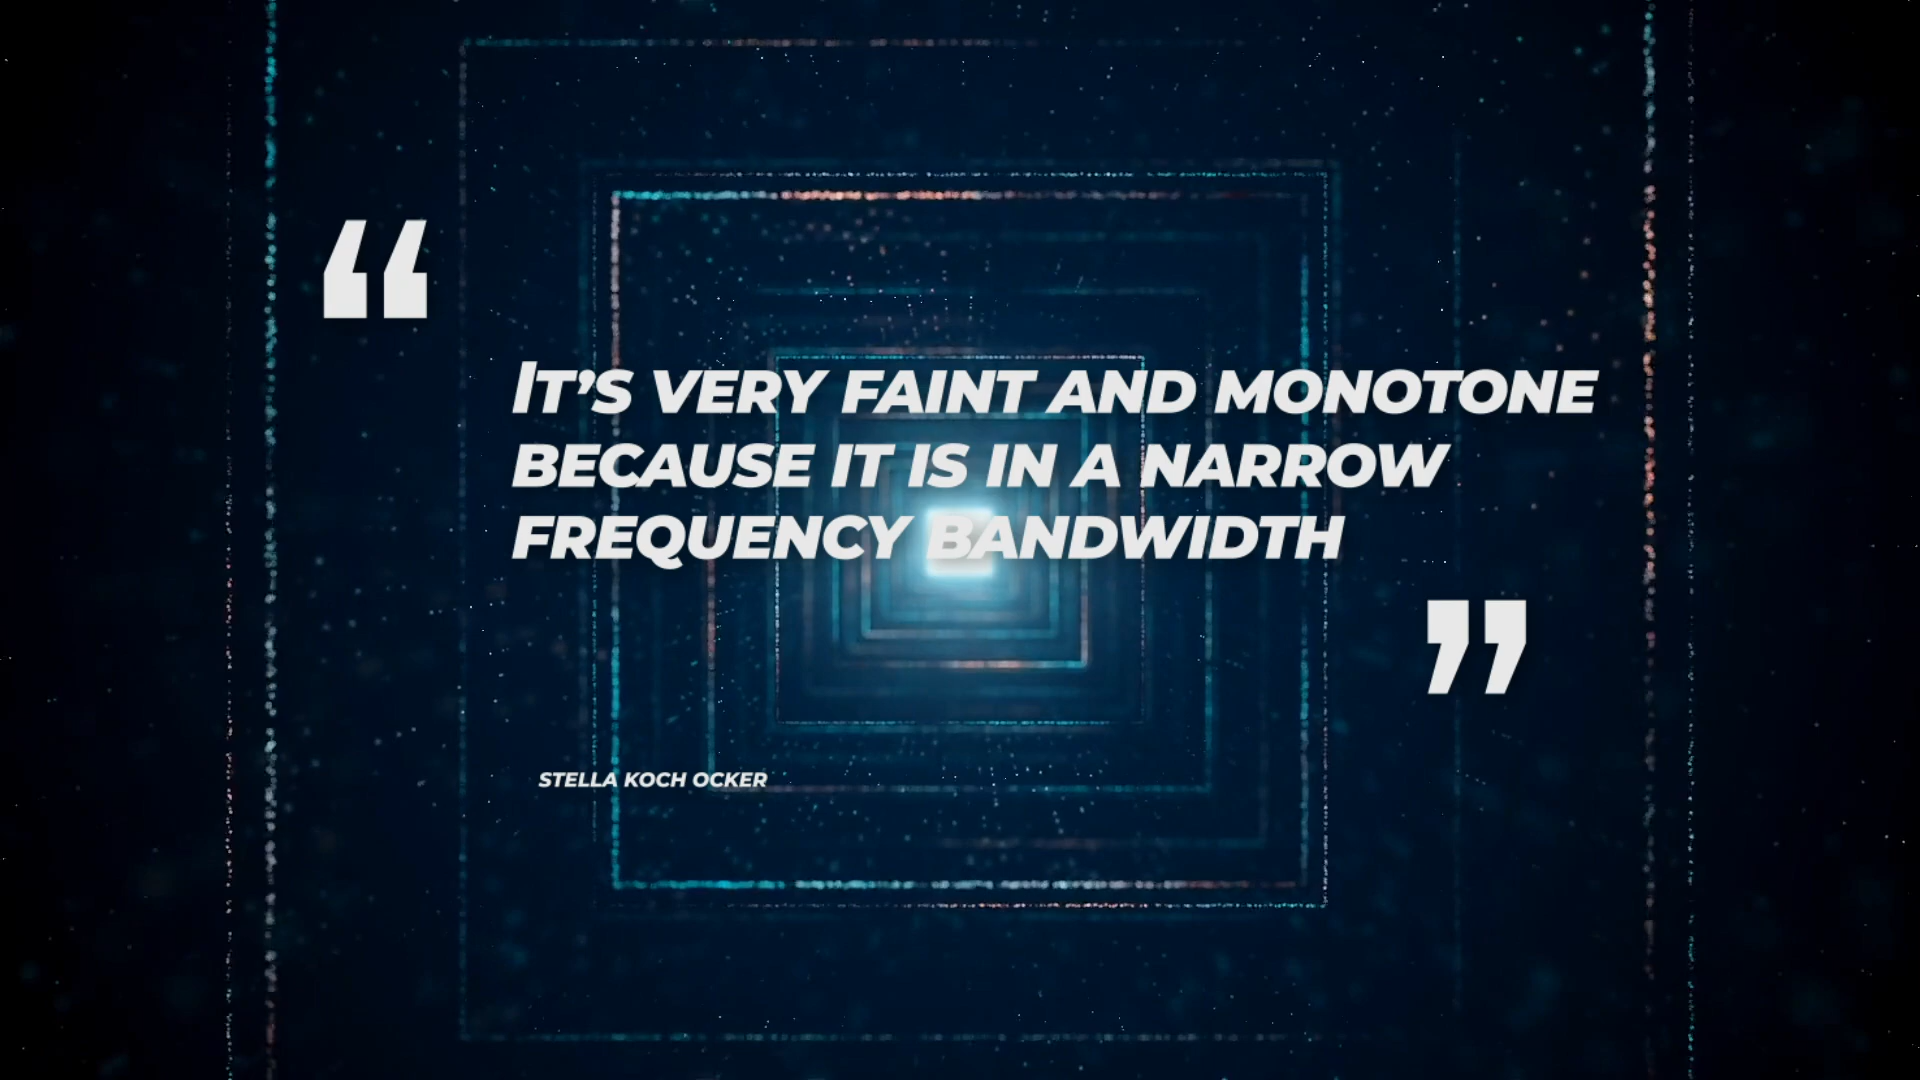 “
IT’S VERY FAINT AND MONOTONE
BECAUSE IT IS IN A NARROW
FREQUENCY BANDWIDTH
”
STELLA KOCH OCKER